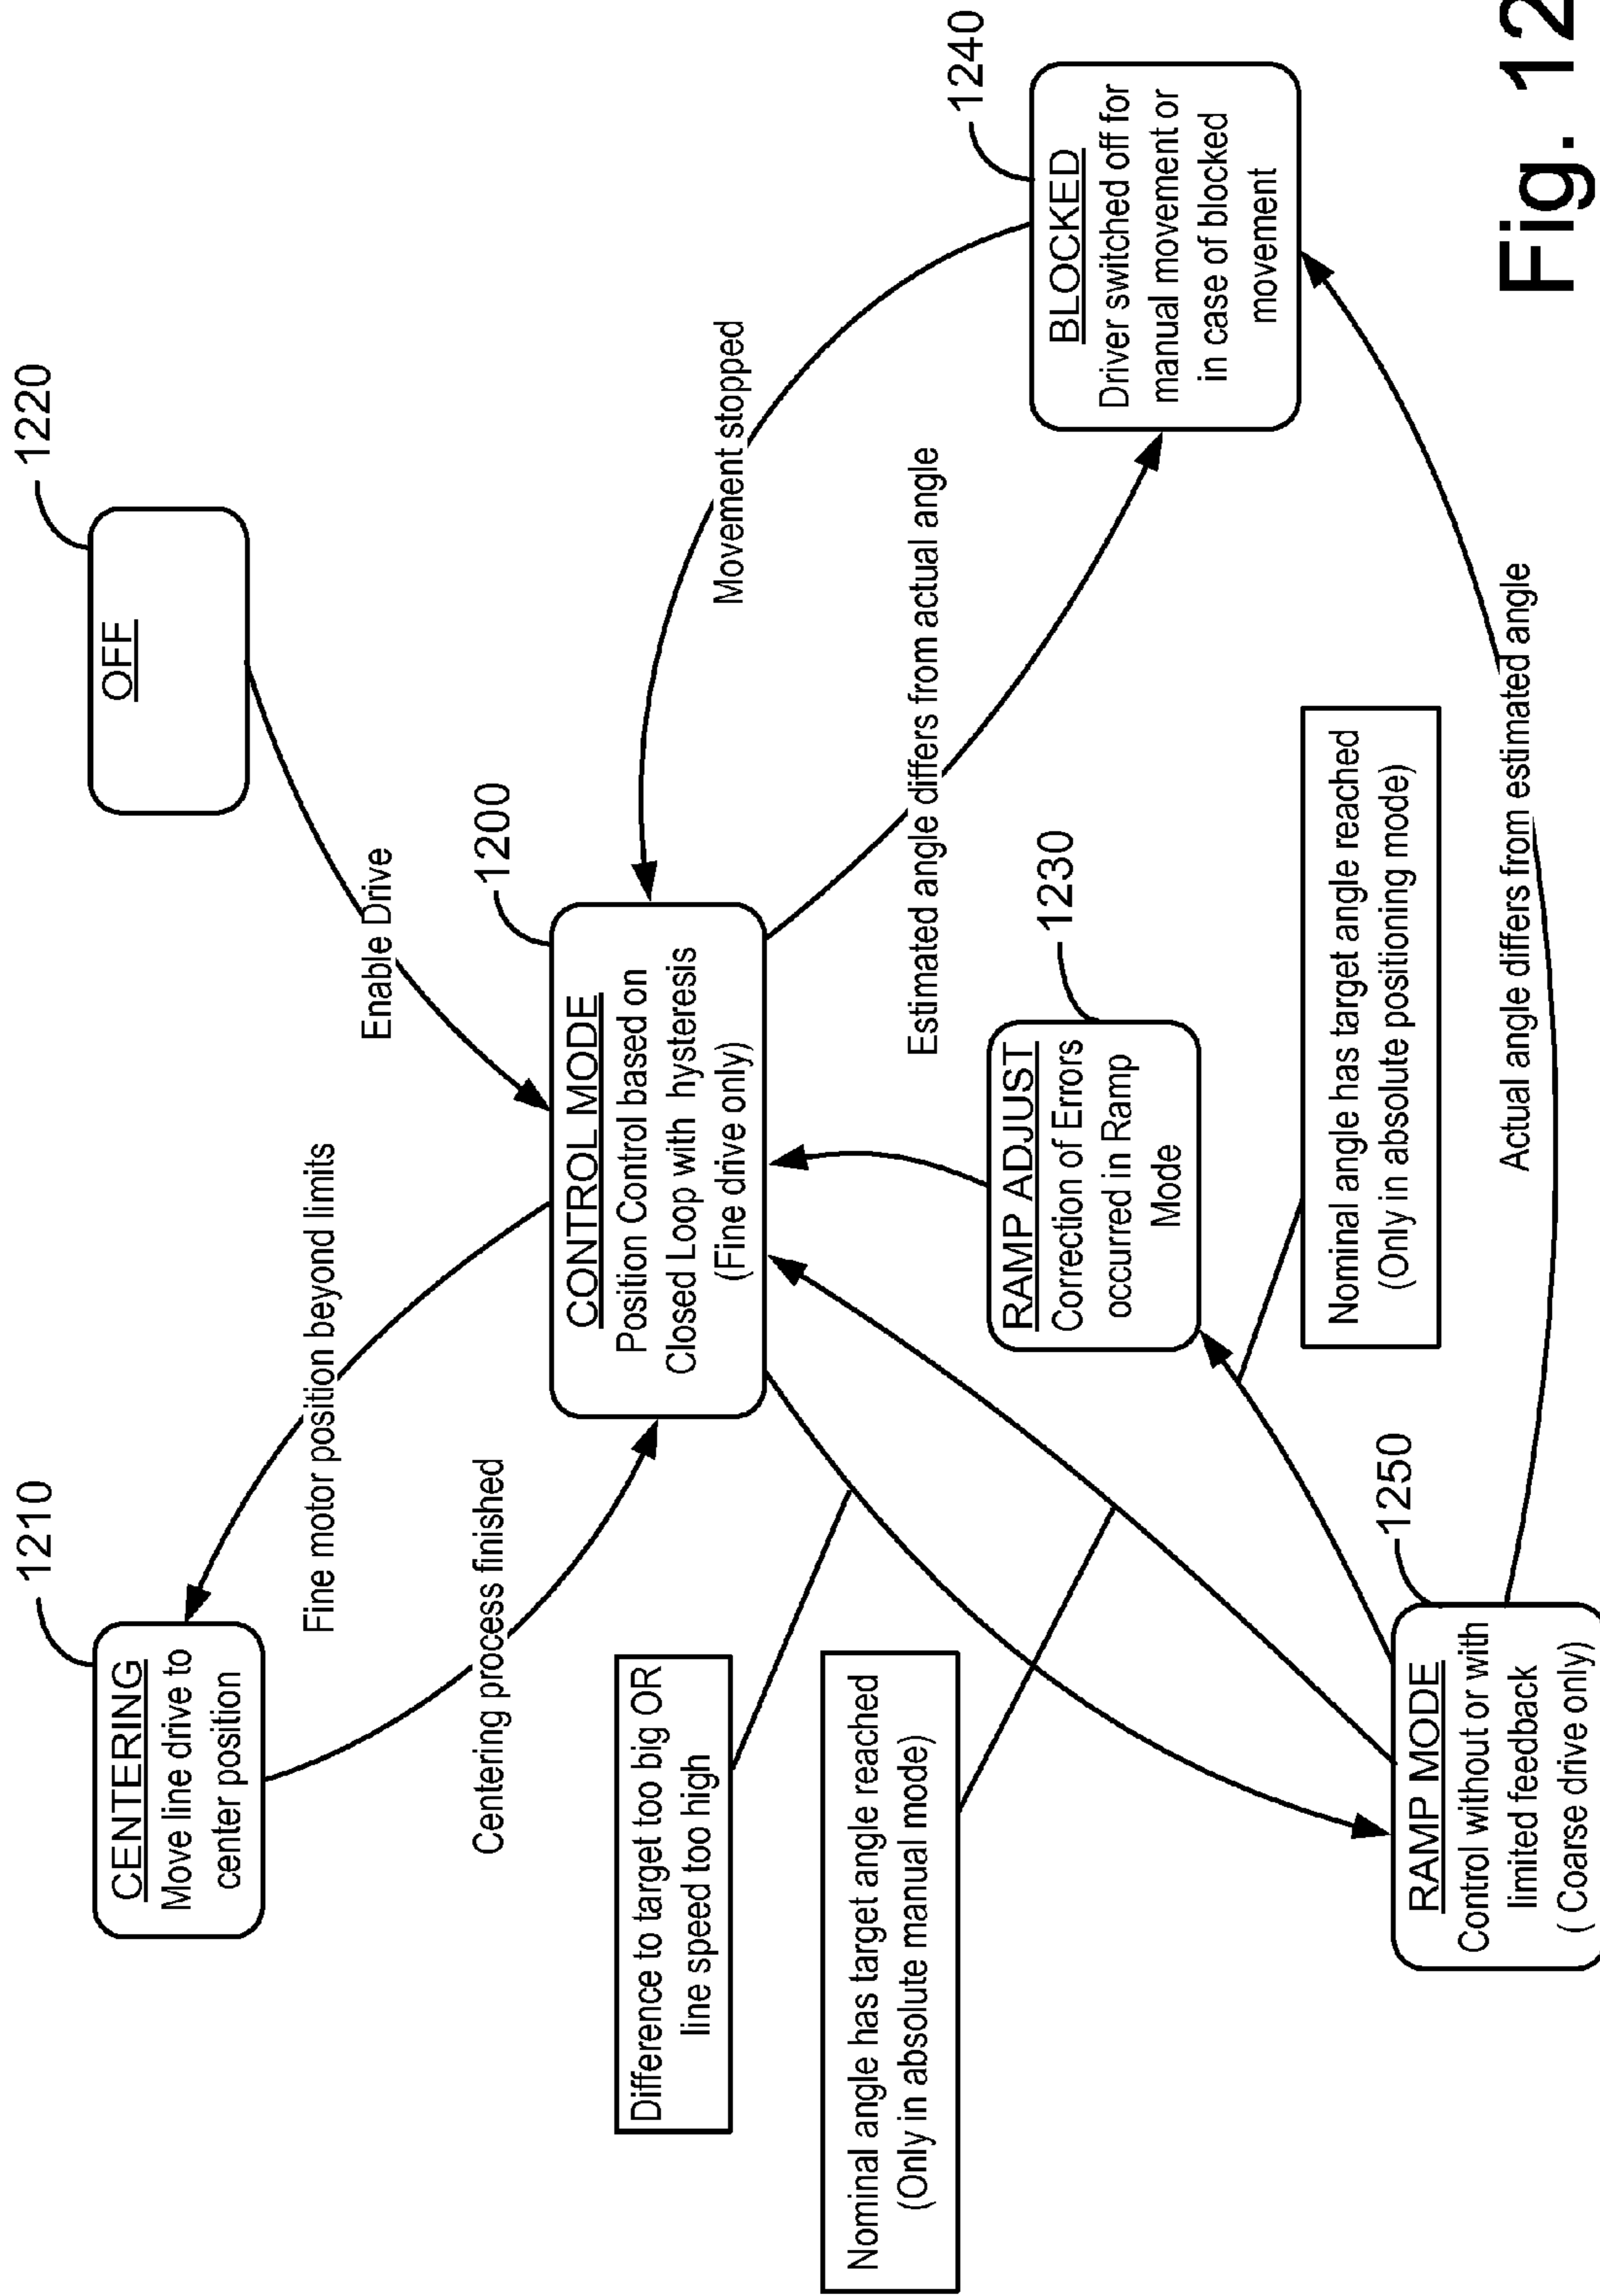 1210
CENTERING
Move line drive to
center position
1220
OFF
Fine motor position beyond limits
Enable Drive
Centering process finished
1200
CONTROL MODE
Position Control based on
Closed Loop with hysteresis
(Fine drive only)
Movement stopped
Difference to target too big OR
line speed too high
Nominal angle has target angle reached
(Only in absolute manual mode)
Estimated angle differs from actual angle
1240
BLOCKED
Driver switched off for
manual movement or
in case of blocked
movement
1230
RAMP ADJUST
Correction of Errors
occurred in Ramp
Mode
Nominal angle has target angle reached
(Only in absolute positioning mode)
1250
RAMP MODE
Control without or with
limited feedback
( Coarse drive only)
Actual angle differs from estimated angle
Fig. 12